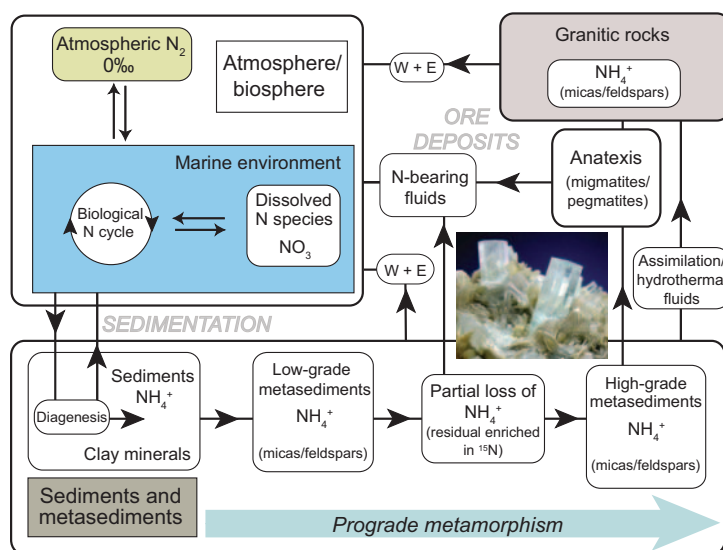 Atmospheric N₂
0‰
Atmosphere/
biosphere
W + E
Granitic rocks
NH₄⁺
(micas/feldspars)
ORE
DEPOSITS
Marine environment
Biological
N cycle
Dissolved
N species
NO₃
N-bearing
fluids
Anatexis
(migmatites/
pegmatites)
W + E
Assimilation/
hydrothermal
fluids
SEDIMENTATION
Sediments
NH₄⁺
Diagenesis
Clay minerals
Low-grade
metasediments
NH₄⁺
(micas/feldspars)
Partial loss of
NH₄⁺
(residual enriched
in ¹⁵N)
High-grade
metasediments
NH₄⁺
(micas/feldspars)
Sediments and
metasediments
Prograde metamorphism